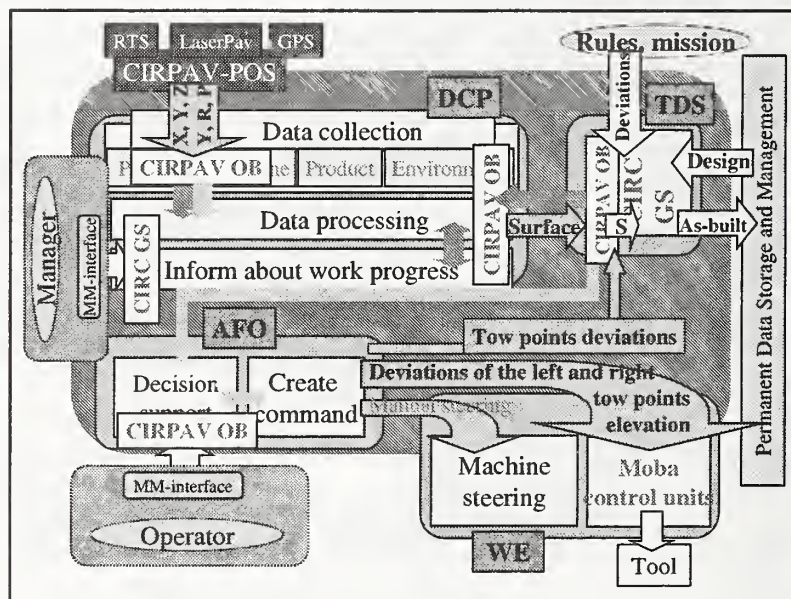 RTS LaserPav GPS
CIRPAV-POS
Rules, mission
X, Y, Z
Y, R, P
DCP
Deviations
TDS
Data collection
CIRPAV OB
Product
CIRPAV OB
CIRPAV OB
CIRC
GS
Design
Permanent Data Storage and Management
Manager
MM-interface
CIRC GS
Data processing
Surface
S
As-built
Inform about work progress
AFO
Tow points deviations
Decision
support
Create
command
Deviations of the left and right
tow points
elevation
Manual steering
CIRPAV OB
MM-interface
Operator
Machine
steering
Moba
control units
WE
Tool